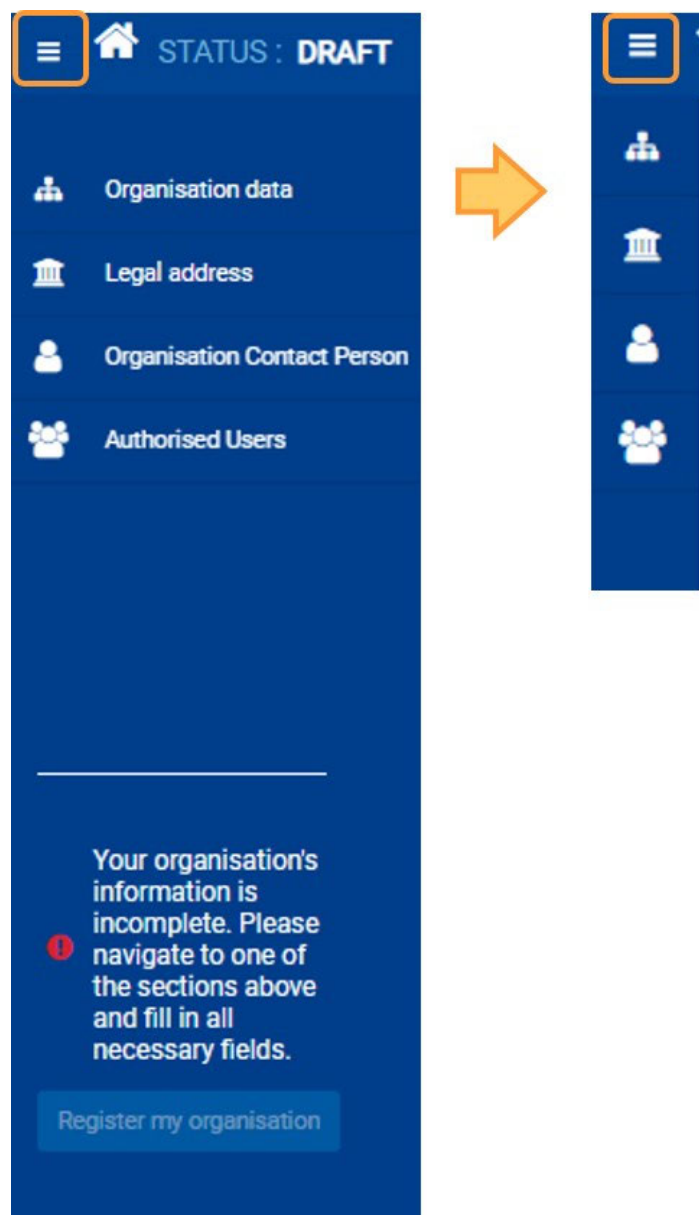 STATUS : DRAFT
Organisation data
Legal address
Organisation Contact Person
Authorised Users
Your organisation's
information is
incomplete. Please
navigate to one of
the sections above
and fill in all
necessary fields.
Register my organisation